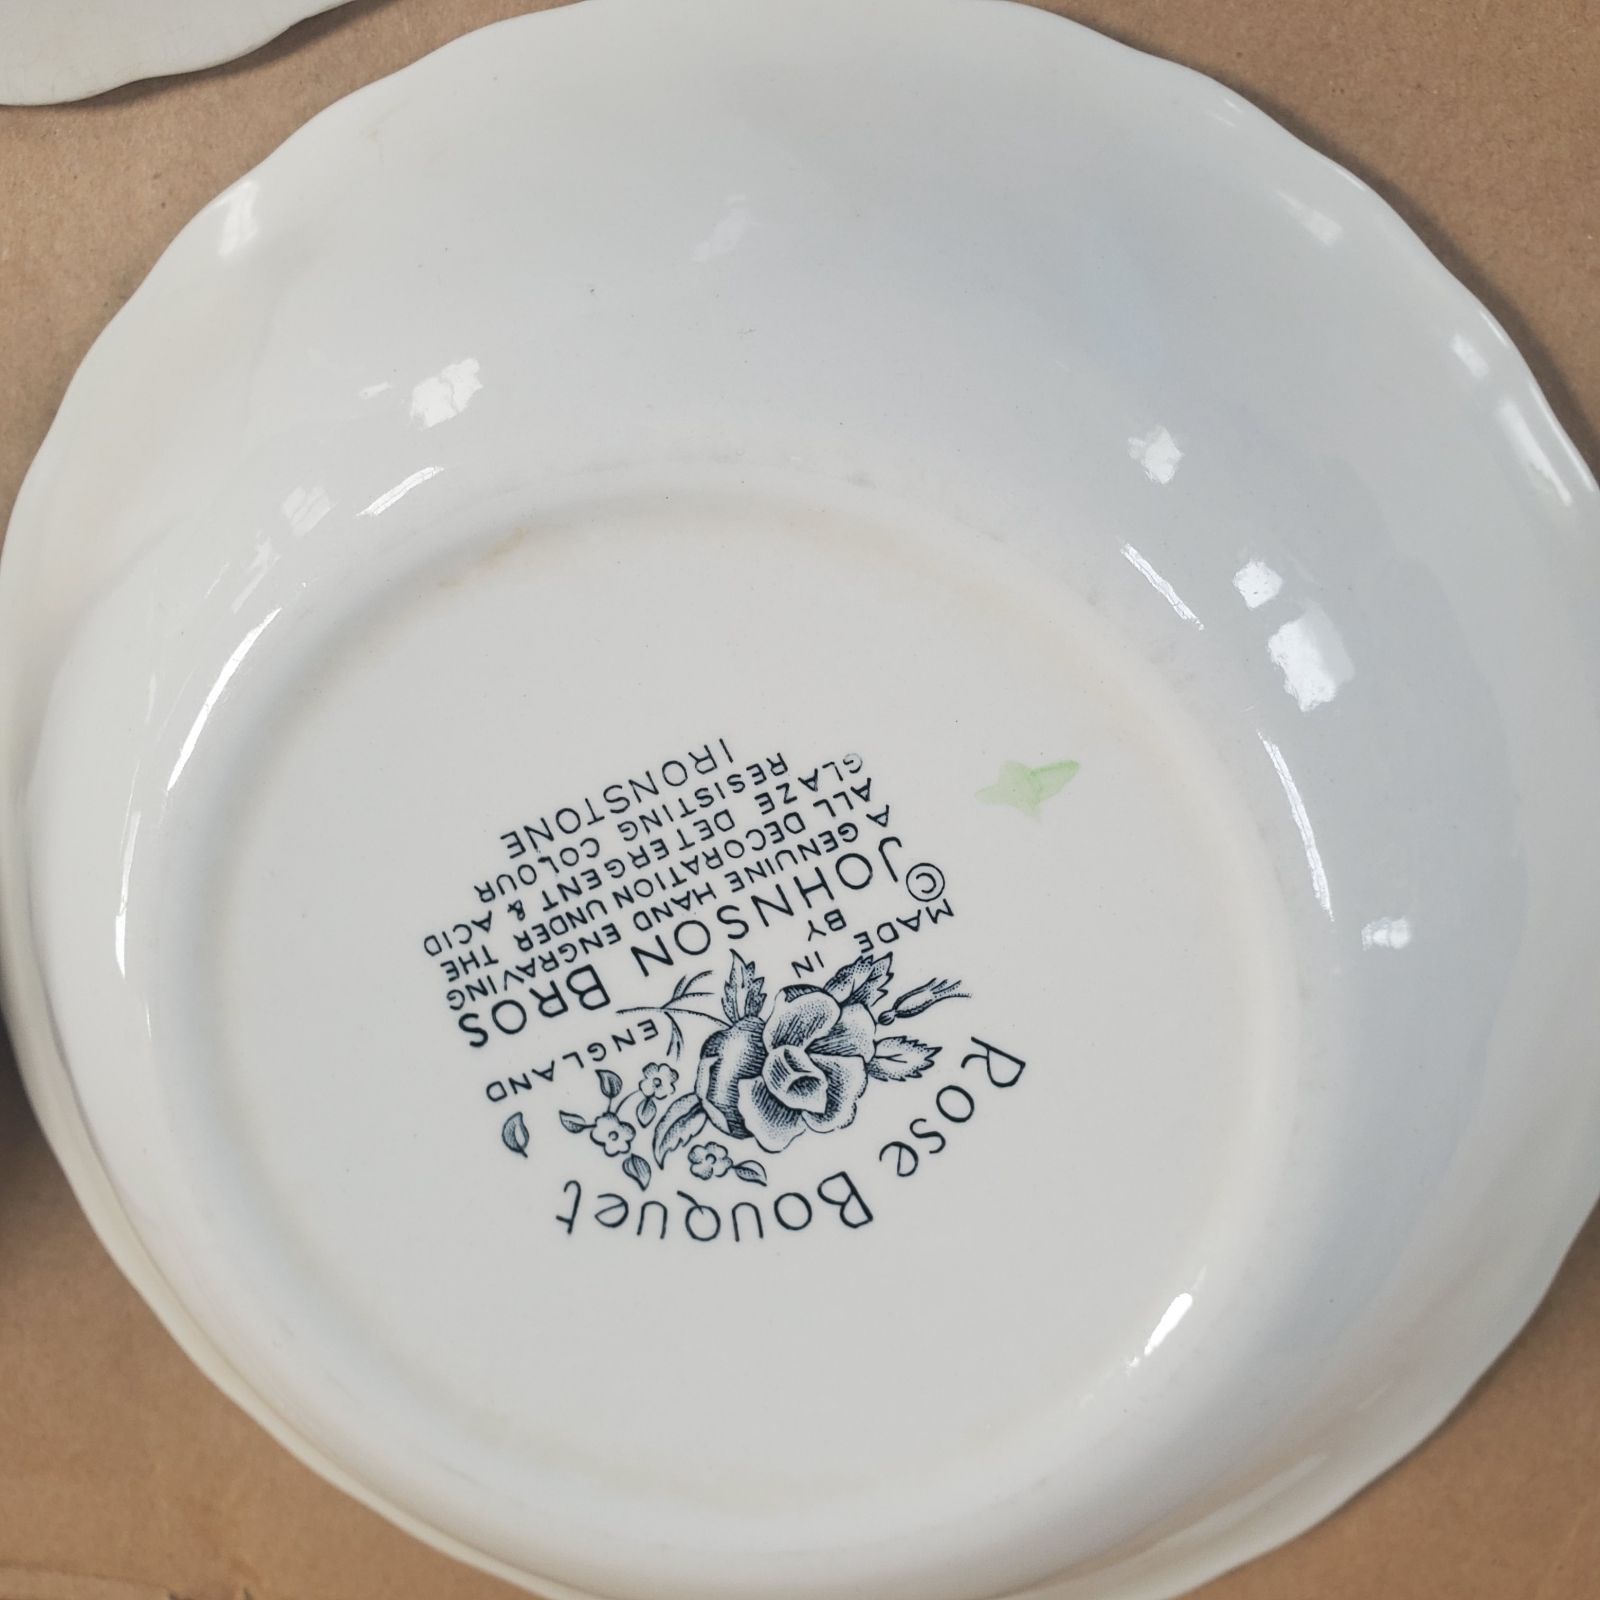 Rose Bouquet
MADE IN ENGLAND
BY
©JOHNSON BROS
A GENUINE HAND ENGRAVING
ALL DECORATION UNDER THE
GLAZE DETERGENT & ACID
RESISTING COLOUR
IRONSTONE